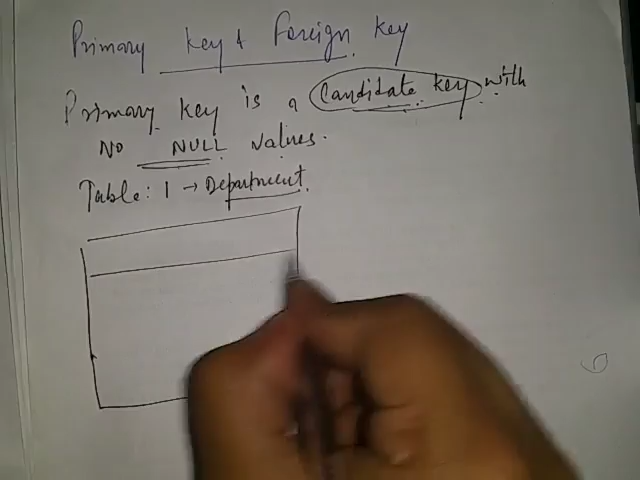 Primary key & Foreign key
Primary key is a Candidate key with
No NULL values.
Table: 1 → Department.